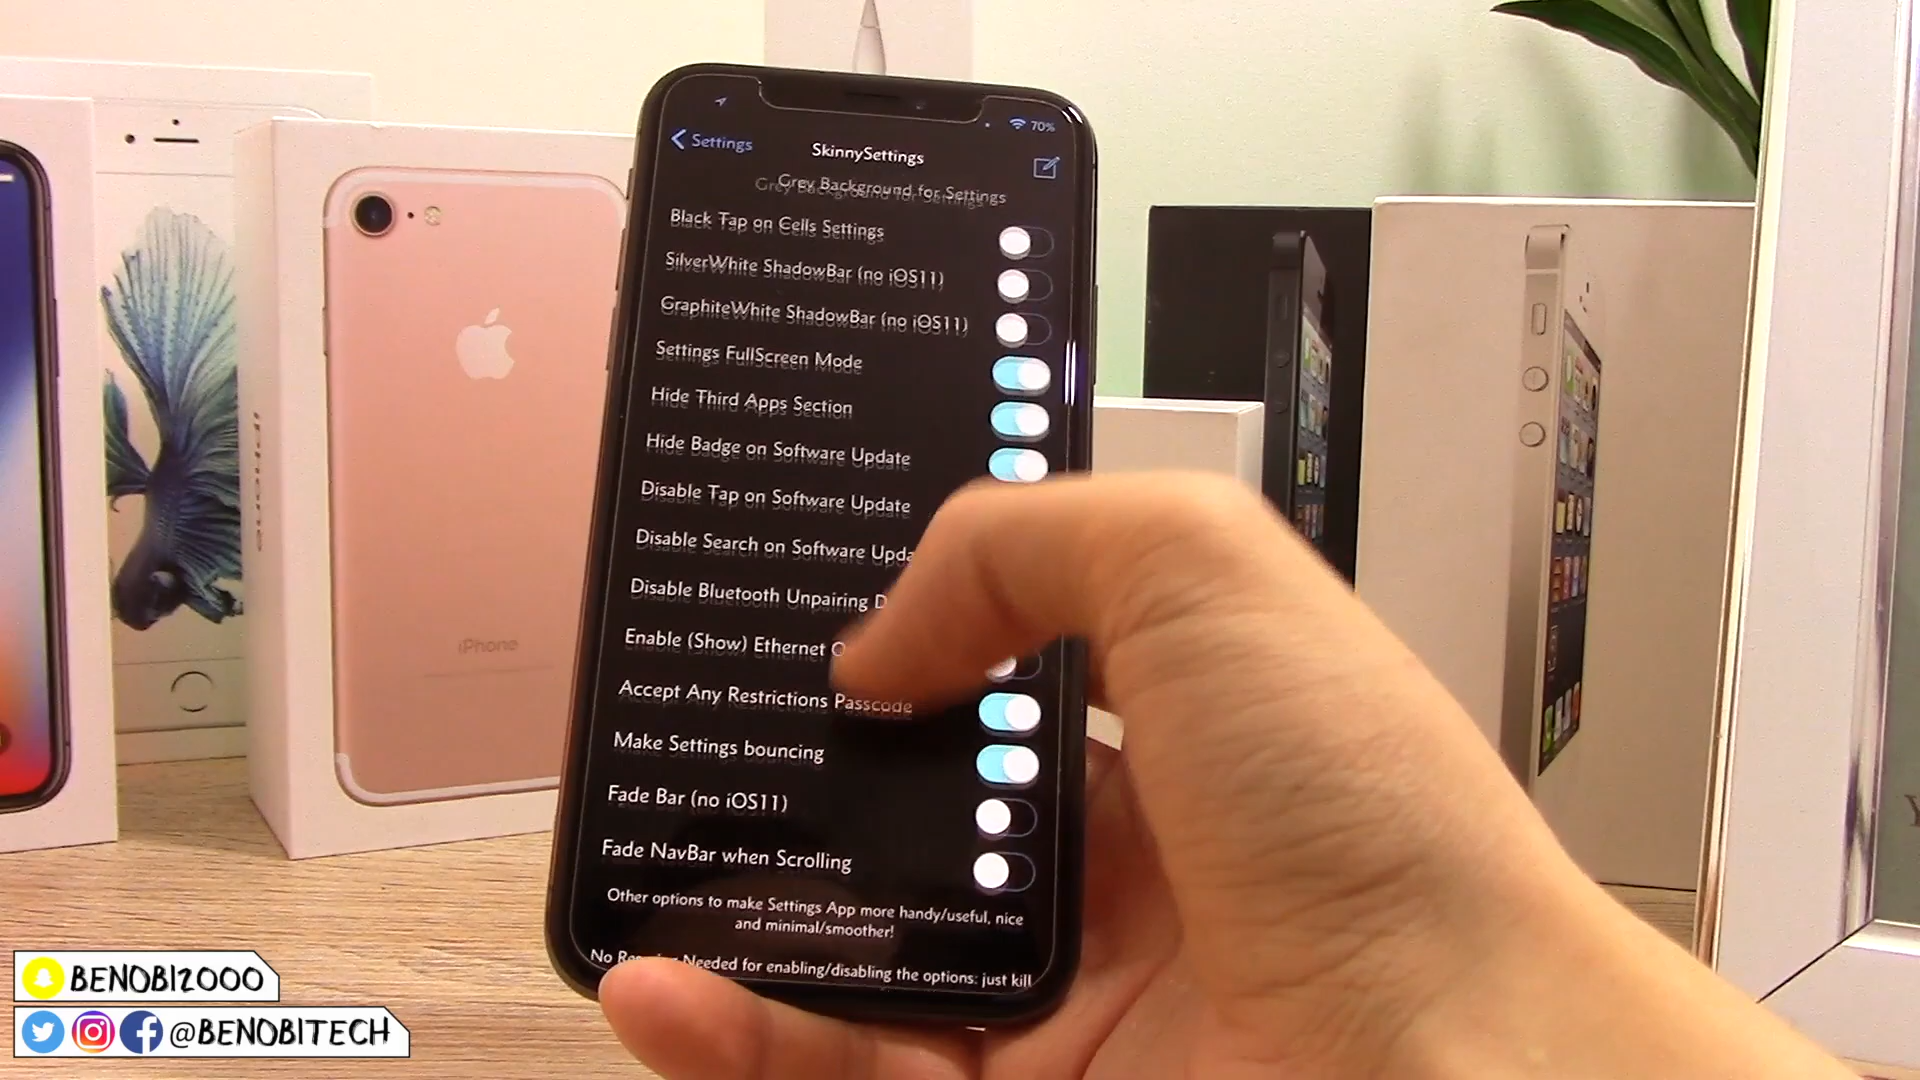 70%
Settings
SkinnySettings
Grey Background for Settings
Black Tap on Cells Settings
SilverWhite ShadowBar (no iOS11)
GraphiteWhite ShadowBar (no iOS11)
Settings FullScreen Mode
Hide Third Apps Section
Hide Badge on Software Update
Disable Tap on Software Update
Disable Search on Software Upda
Disable Bluetooth Unpairing D
Enable (Show) Ethernet
Accept Any Restrictions Passcode
Make Settings bouncing
Fade Bar (no iOS11)
Fade NavBar when Scrolling
Other options to make Settings App more handy/useful, nice
and minimal/smoother!
No Needed for enabling/disabling the options: just kill
iPhone
iPhone
BENOBI2000
@BENOBITECH